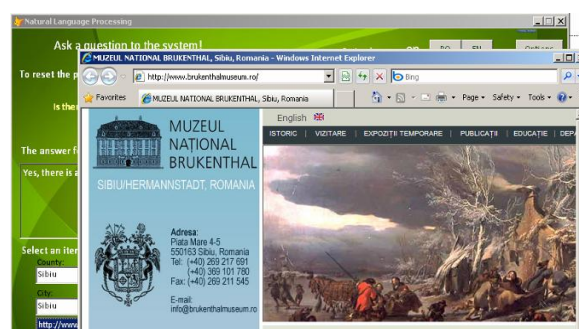 Natural Language Processing
Ask a question to the system!
MUZEUL NATIONAL BRUKENTHAL, Sibiu, Romania - Windows Internet Explorer
RO EN Options
To reset the p
http://www.brukenthalmuseum.ro/
Bing
Favorites
MUZEUL NATIONAL BRUKENTHAL, Sibiu, Romania
Page Safety Tools
Is ther
English
MUZEUL
NAȚIONAL
BRUKENTHAL
SIBIU/HERMANNSTADT, ROMANIA
ISTORIC | VIZITARE | EXPOZIȚII TEMPORARE | PUBLICAȚII | EDUCAȚIE | DEPA
The answer f
Yes, there is a
Adresa:
Piata Mare 4-5
550163 Sibiu, Romania
Tel: (+40) 269 217 691
(+40) 369 101 780
Fax: (+40) 269 211 545
E-mail:
info@brukenthalmuseum.ro
Select an iter
County:
Sibiu
City:
Sibiu
http://www